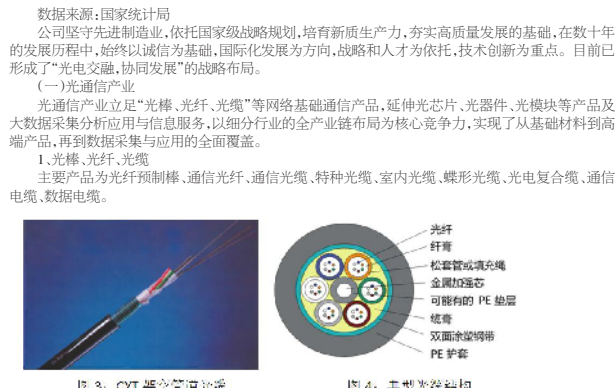 数据来源:国家统计局
公司坚守先进制造业,依托国家级战略规划,培育新质生产力,夯实高质量发展的基础,在数十年
的发展历程中,始终以诚信为基础,国际化发展为方向,战略和人才为依托,技术创新为重点。目前已
形成了“光电交融,协同发展”的战略布局。
(一)光通信产业
光通信产业立足“光棒、光纤、光缆”等网络基础通信产品,延伸光芯片、光器件、光模块等产品及
大数据采集分析应用与信息服务,以细分行业的全产业链布局为核心竞争力,实现了从基础材料到高
端产品,再到数据采集与应用的全面覆盖。
1、光棒、光纤、光缆
主要产品为光纤预制棒、通信光纤、通信光缆、特种光缆、室内光缆、蝶形光缆、光电复合缆、通信
电缆、数据电缆。
光纤
纤膏
松套管或填充绳
金属加强芯
可能有的 PE 垫层
缆膏
双面涂塑钢带
PE 护套